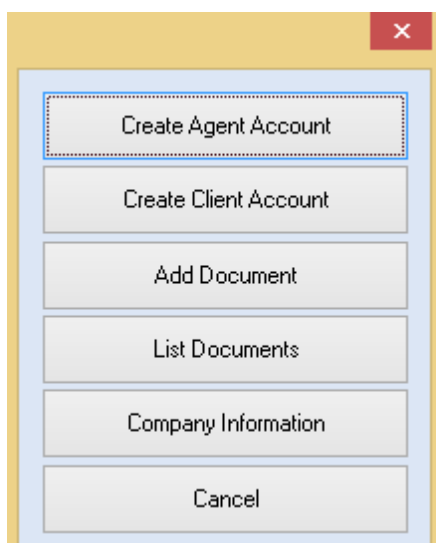 Create Agent Account
Create Client Account
Add Document
List Documents
Company Information
Cancel